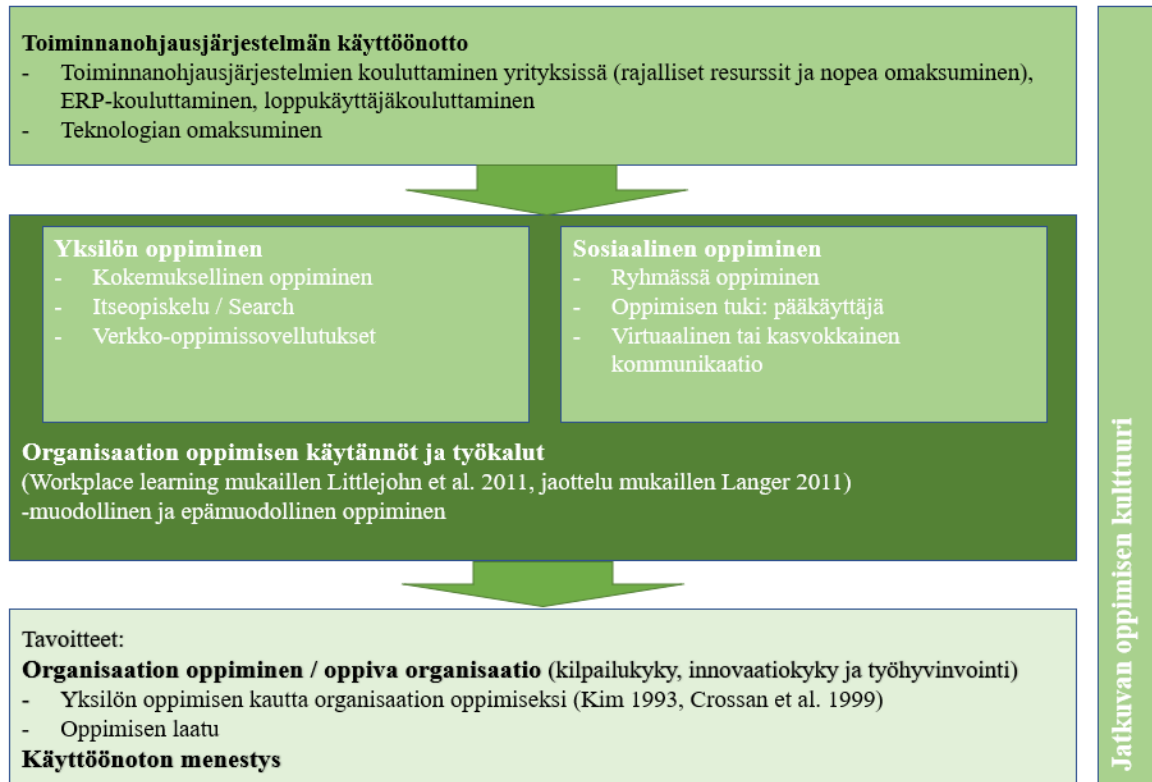 Toiminnanohjausjärjestelmän käyttöönotto
- Toiminnanohjausjärjestelmien kouluttaminen yrityksissä (rajalliset resurssit ja nopea omaksuminen),
ERP-kouluttaminen, loppukäyttäjäkouluttaminen
- Teknologian omaksuminen
Yksilön oppiminen
- Kokemuksellinen oppiminen
- Itseopiskelu / Search
- Verkko-oppimissovellutukset
Sosiaalinen oppiminen
- Ryhmässä oppiminen
- Oppimisen tuki: pääkäyttäjä
- Virtuaalinen tai kasvokkainen
kommunikaatio
Organisaation oppimisen käytännöt ja työkalut
(Workplace learning mukaillen Littlejohn et al. 2011, jaottelu mukaillen Langer 2011)
-muodollinen ja epämuodollinen oppiminen
Tavoitteet:
Organisaation oppiminen / oppiva organisaatio (kilpailukyky, innovaatiokyky ja työhyvinvointi)
- Yksilön oppimisen kautta organisaation oppimiseksi (Kim 1993, Crossan et al. 1999)
- Oppimisen laatu
Käyttöönoton menestys
Jatkuvan oppimisen kulttuuri